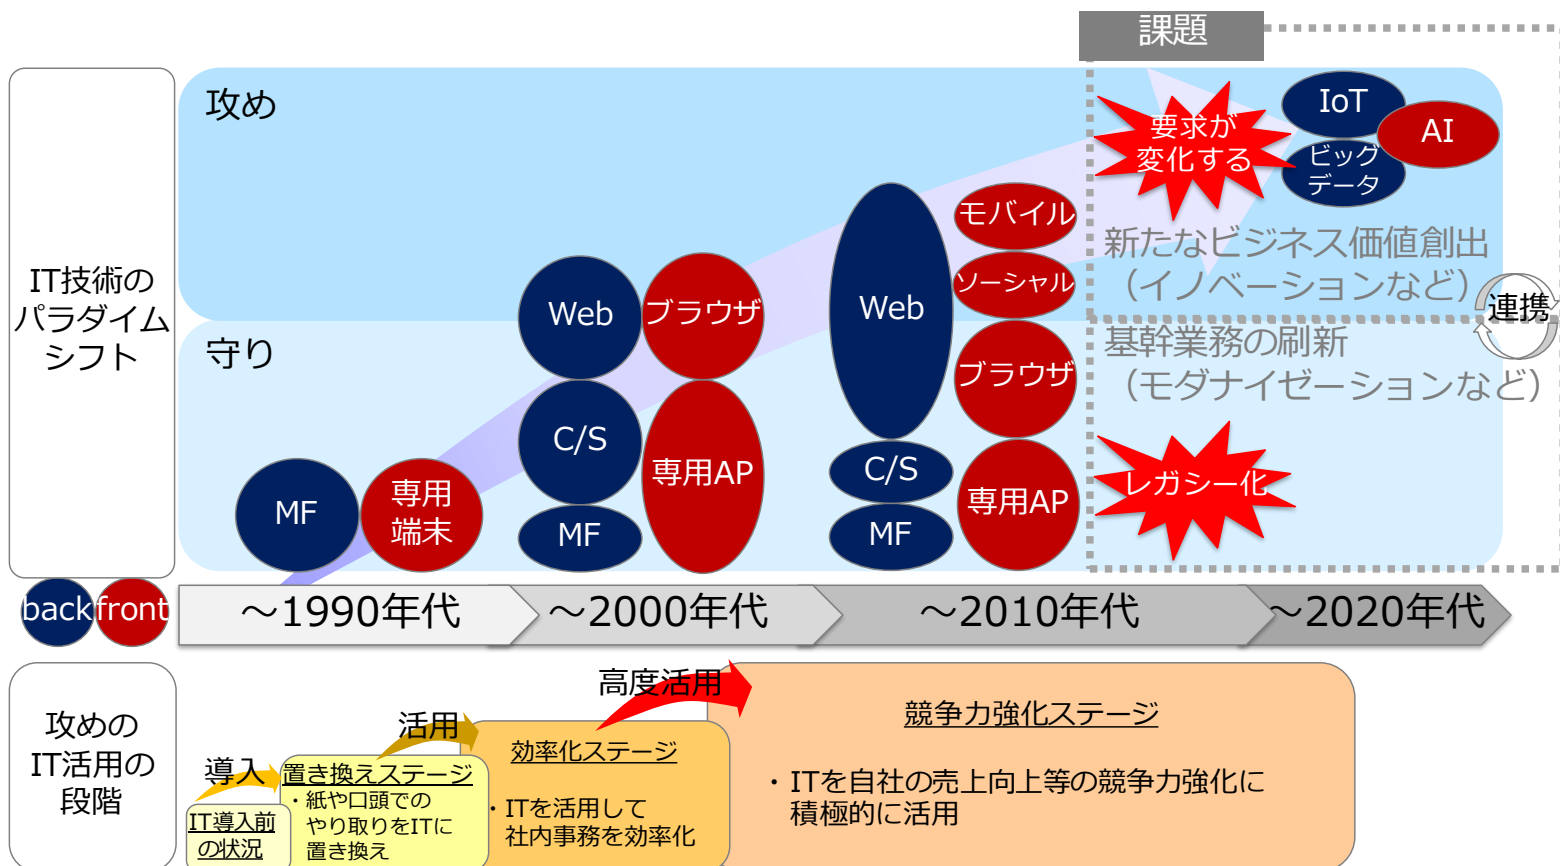 課題
攻め
要求が
変化する
IoT
AI
ビッグ
データ
モバイル
ソーシャル
Web
新たなビジネス価値創出
（イノベーションなど）
連携
IT技術の
パラダイム
シフト
Web
ブラウザ
守り
基幹業務の刷新
（モダナイゼーションなど）
ブラウザ
C/S
専用AP
C/S
専用AP
レガシー化
MF
専用
端末
MF
MF
back
front
～1990年代
～2000年代
～2010年代
～2020年代
攻めの
IT活用の
段階
導入
活用
高度活用
IT導入前
の状況
置き換えステージ
・紙や口頭での
やり取りをITに
置き換え
効率化ステージ
・ITを活用して
社内事務を効率化
競争力強化ステージ
・ITを自社の売上向上等の競争力強化に
積極的に活用